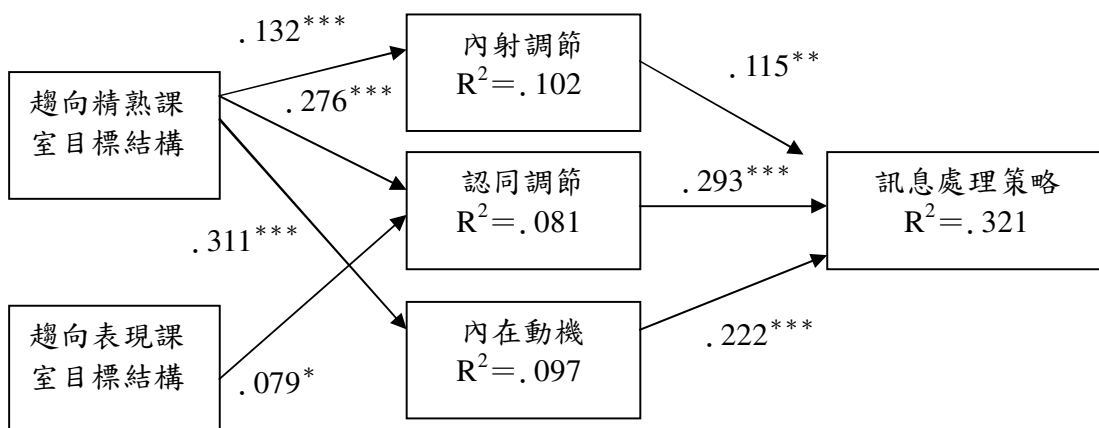 .132***
內射調節
R²＝.102
.115**
趨向精熟課
室目標結構
.276***
認同調節
R²＝.081
.293***
訊息處理策略
R²＝.321
.311***
趨向表現課
室目標結構
.079*
內在動機
R²＝.097
.222***